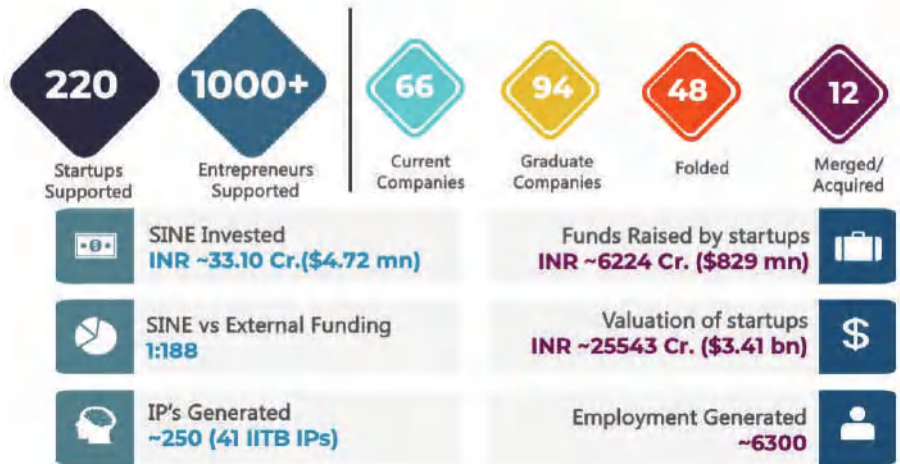 220
Startups
Supported
1000+
Entrepreneurs
Supported
66
Current
Companies
94
Graduate
Companies
48
Folded
12
Merged/
Acquired
SINE Invested
INR ~33.10 Cr.($4.72 mn)
Funds Raised by startups
INR ~6224 Cr. ($829 mn)
SINE vs External Funding
1:188
Valuation of startups
INR ~25543 Cr. ($3.41 bn)
$
IP's Generated
~250 (41 IITB IPs)
Employment Generated
~6300